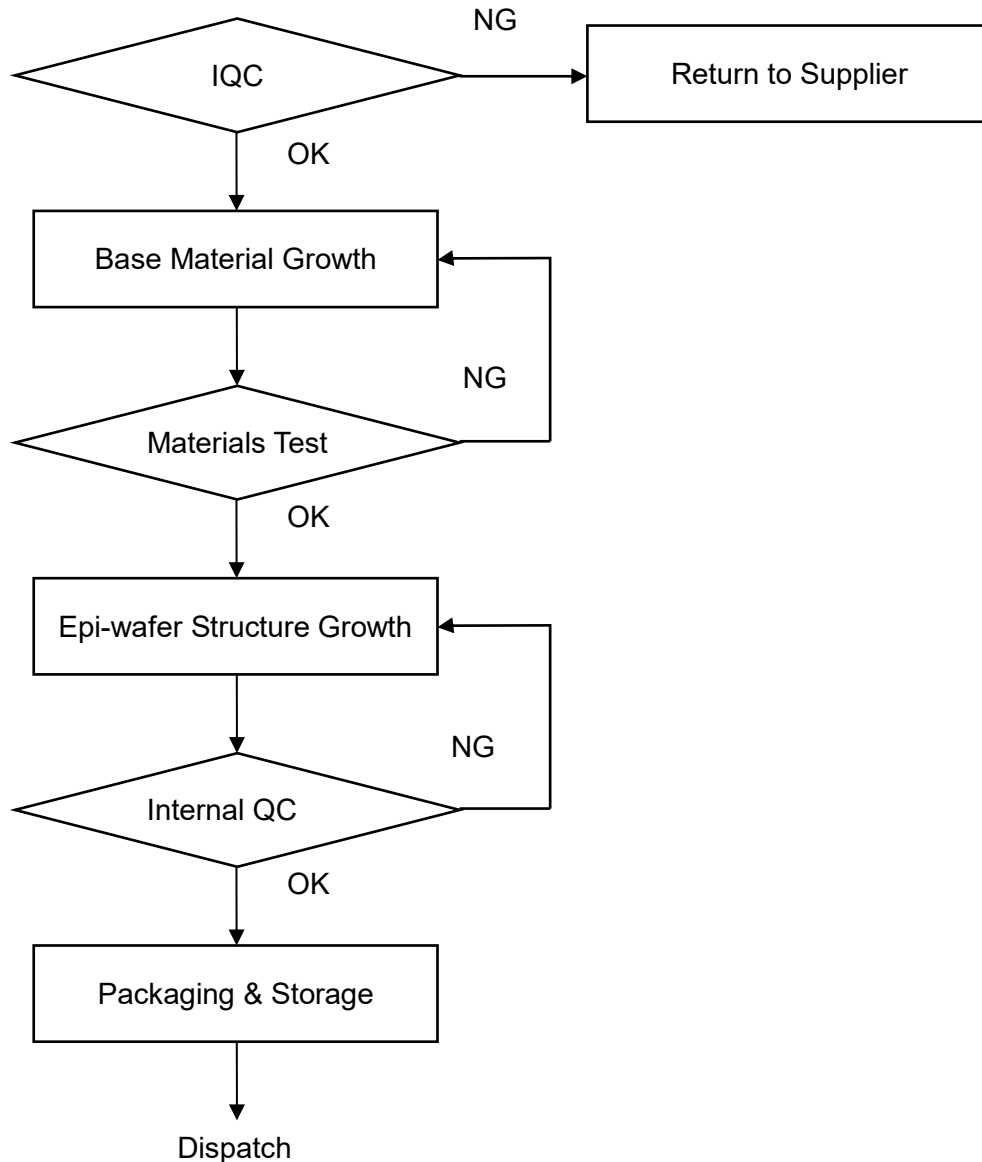 NG
IQC
Return to Supplier
OK
Base Material Growth
NG
Materials Test
OK
Epi-wafer Structure Growth
NG
Internal QC
OK
Packaging & Storage
Dispatch